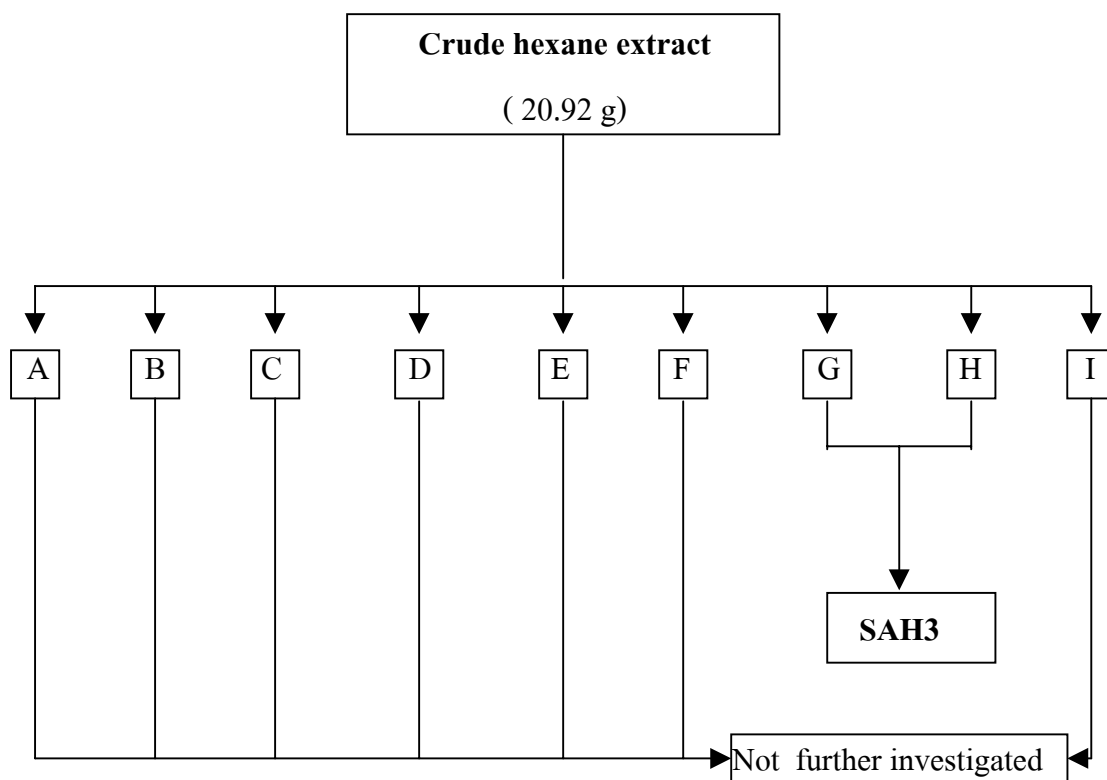 Crude hexane extract
( 20.92 g)
A B C D E F G H I
SAH3
Not further investigated